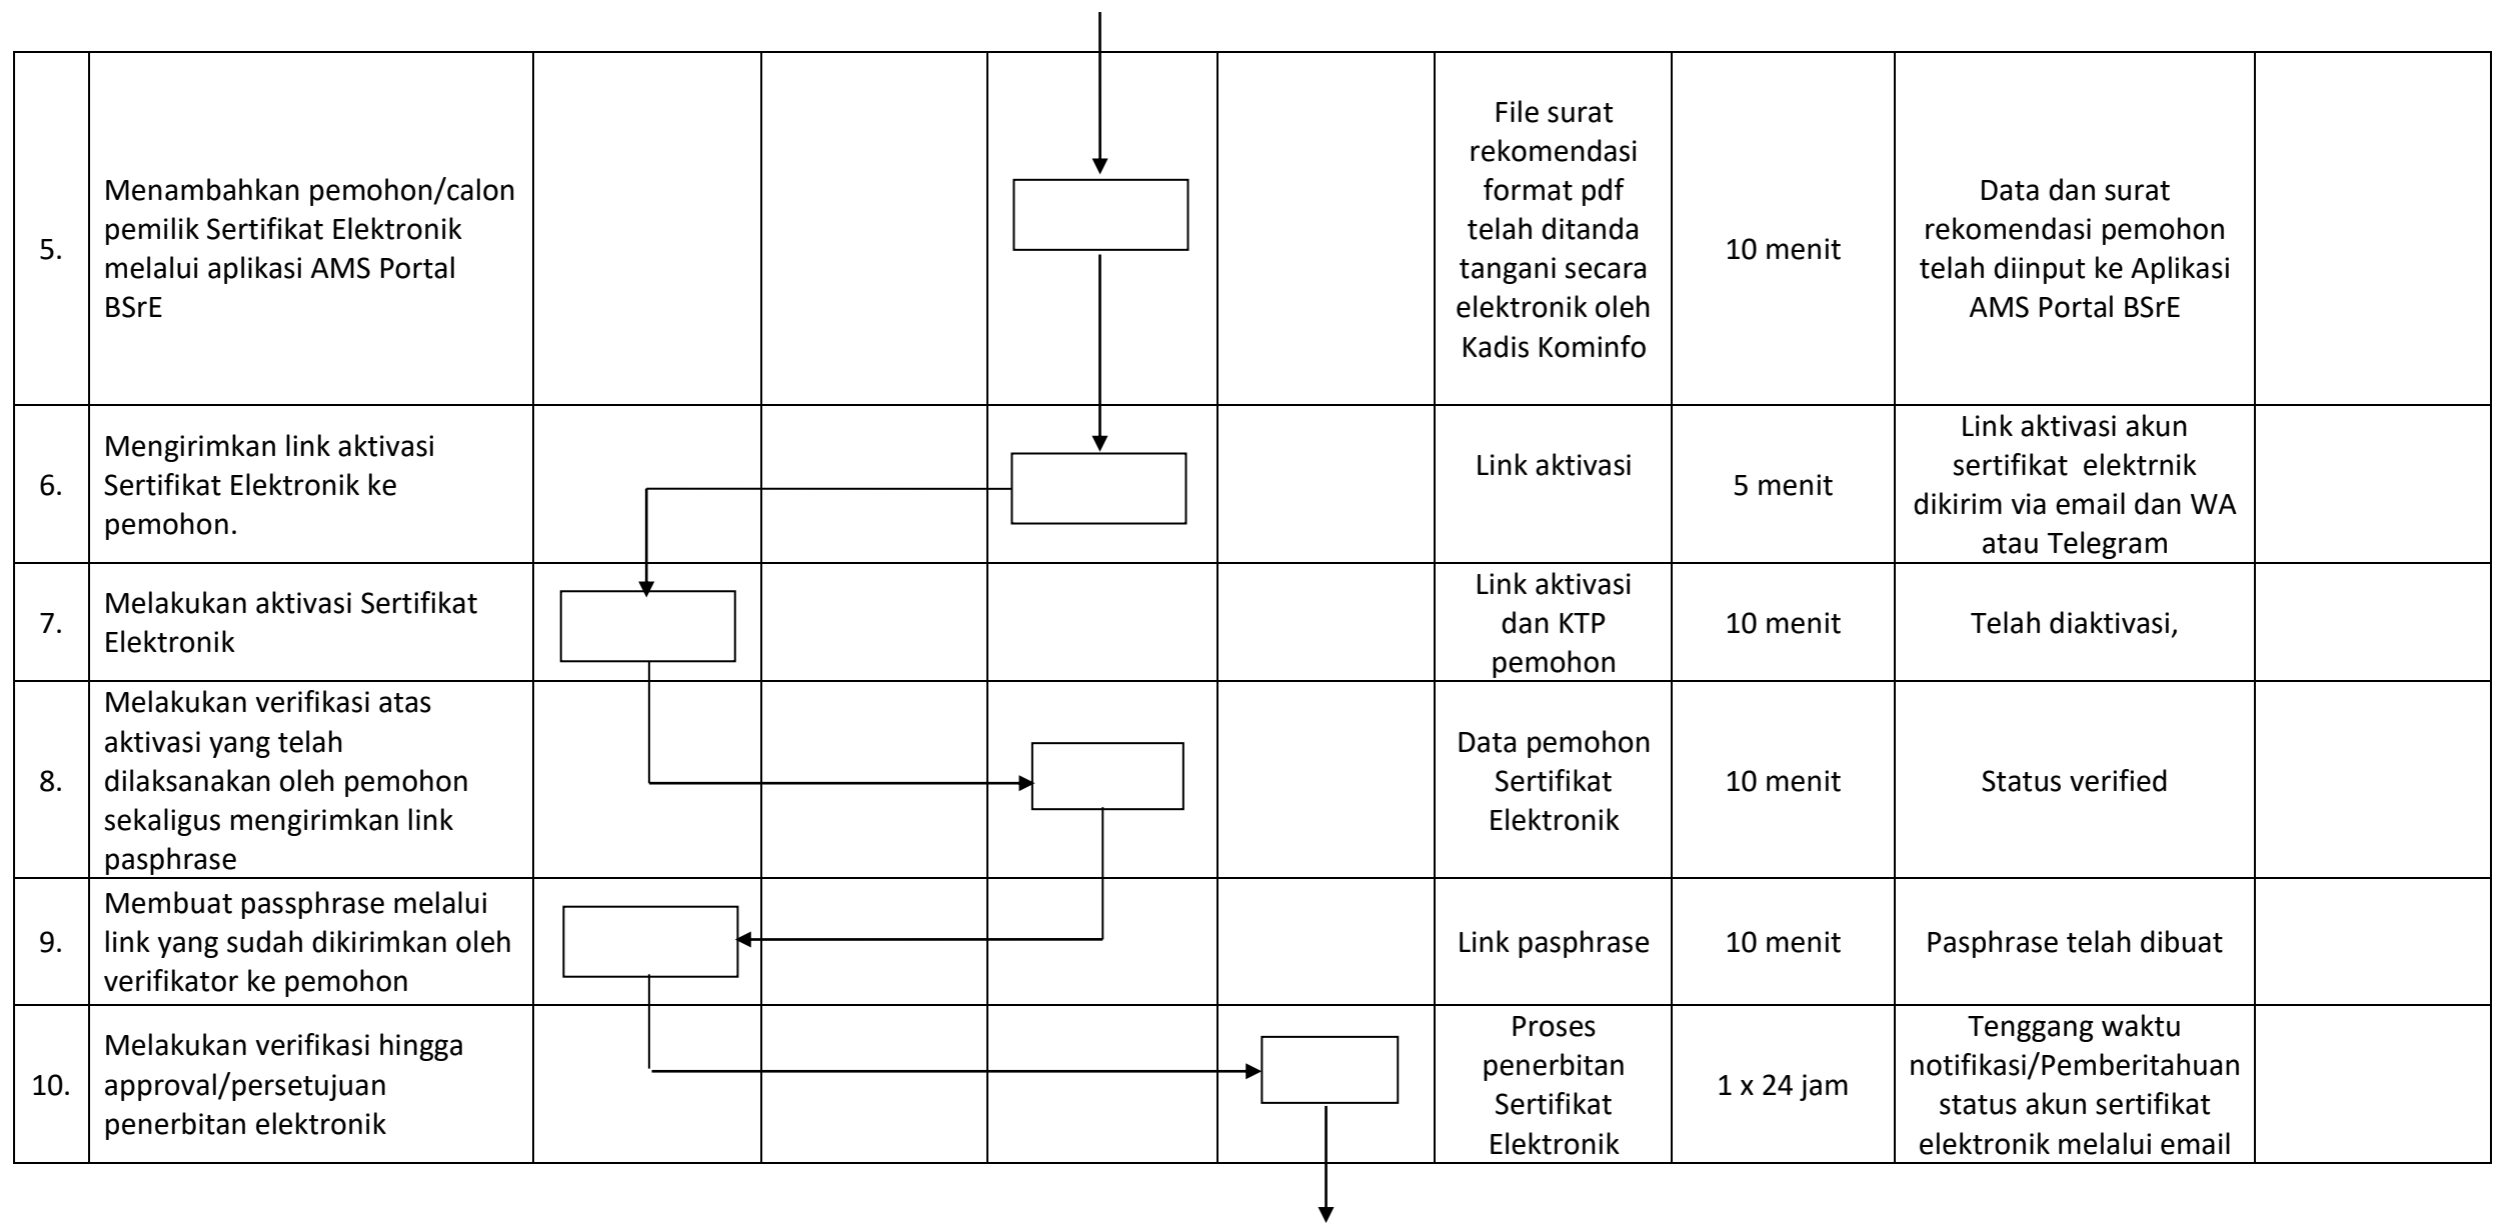 5.
Menambahkan pemohon/calon
pemilik Sertifikat Elektronik
melalui aplikasi AMS Portal
BSrE
File surat
rekomendasi
format pdf
telah ditanda
tangani secara
elektronik oleh
Kadis Kominfo
10 menit
Data dan surat
rekomendasi pemohon
telah diinput ke Aplikasi
AMS Portal BSrE
6.
Mengirimkan link aktivasi
Sertifikat Elektronik ke
pemohon.
Link aktivasi
5 menit
Link aktivasi akun
sertifikat  elektrnik
dikirim via email dan WA
atau Telegram
7.
Melakukan aktivasi Sertifikat
Elektronik
Link aktivasi
dan KTP
pemohon
10 menit
Telah diaktivasi,
8.
Melakukan verifikasi atas
aktivasi yang telah
dilaksanakan oleh pemohon
sekaligus mengirimkan link
pasphrase
Data pemohon
Sertifikat
Elektronik
10 menit
Status verified
9.
Membuat passphrase melalui
link yang sudah dikirimkan oleh
verifikator ke pemohon
Link pasphrase
10 menit
Pasphrase telah dibuat
10.
Melakukan verifikasi hingga
approval/persetujuan
penerbitan elektronik
Proses
penerbitan
Sertifikat
Elektronik
1 x 24 jam
Tenggang waktu
notifikasi/Pemberitahuan
status akun sertifikat
elektronik melalui email